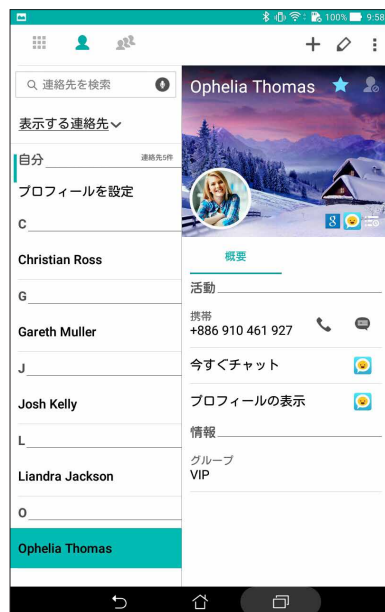 100% 9:58
連絡先を検索
表示する連絡先
自分 連絡先5件
プロフィールを設定
C
Christian Ross
G
Gareth Muller
J
Josh Kelly
L
Liandra Jackson
O
Ophelia Thomas
Ophelia Thomas
8
概要
活動
携帯
+886 910 461 927
今すぐチャット
プロフィールの表示
情報
グループ
VIP